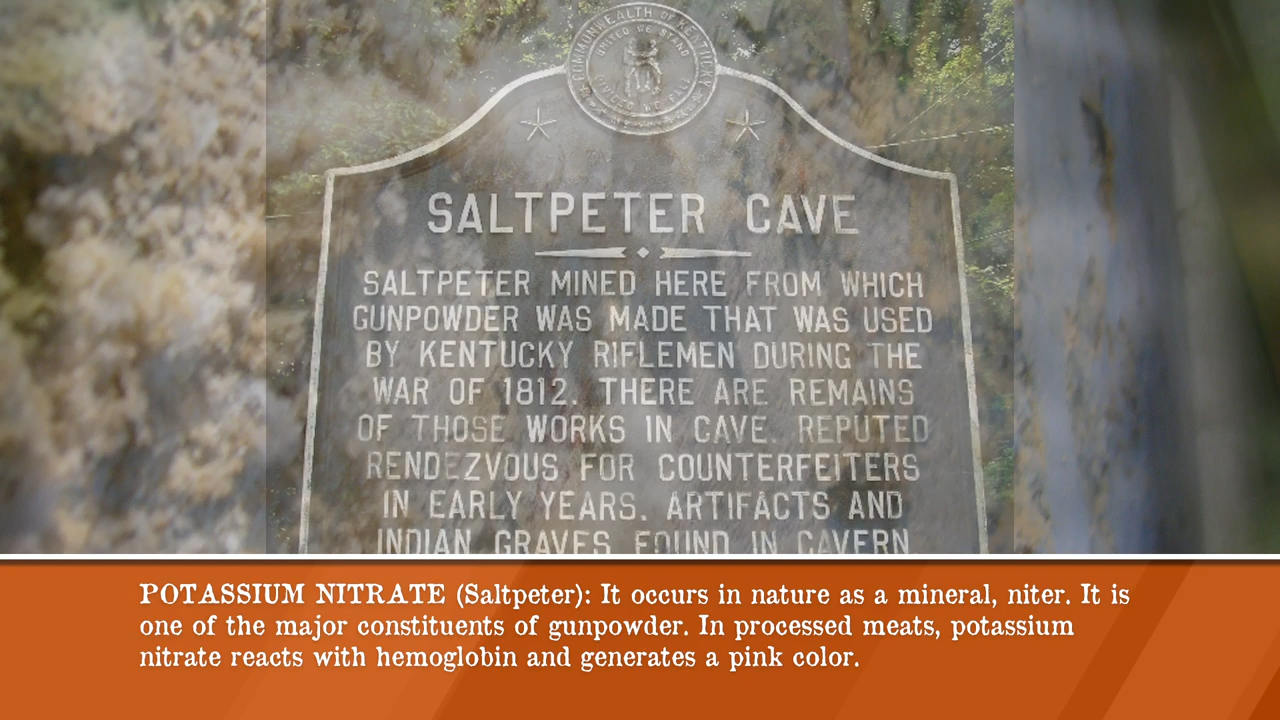 COMMONWEALTH OF KENTUCKY
UNITED WE STAND
DIVIDED WE FALL
SALTPETER CAVE
SALTPETER MINED HERE FROM WHICH
GUNPOWDER WAS MADE THAT WAS USED
BY KENTUCKY RIFLEMEN DURING THE
WAR OF 1812. THERE ARE REMAINS
OF THOSE WORKS IN CAVE. REPUTED
RENDEZVOUS FOR COUNTERFEITERS
IN EARLY YEARS. ARTIFACTS AND
INDIAN GRAVES FOUND IN CAVERN.
POTASSIUM NITRATE (Saltpeter): It occurs in nature as a mineral, niter. It is
one of the major constituents of gunpowder. In processed meats, potassium
nitrate reacts with hemoglobin and generates a pink color.